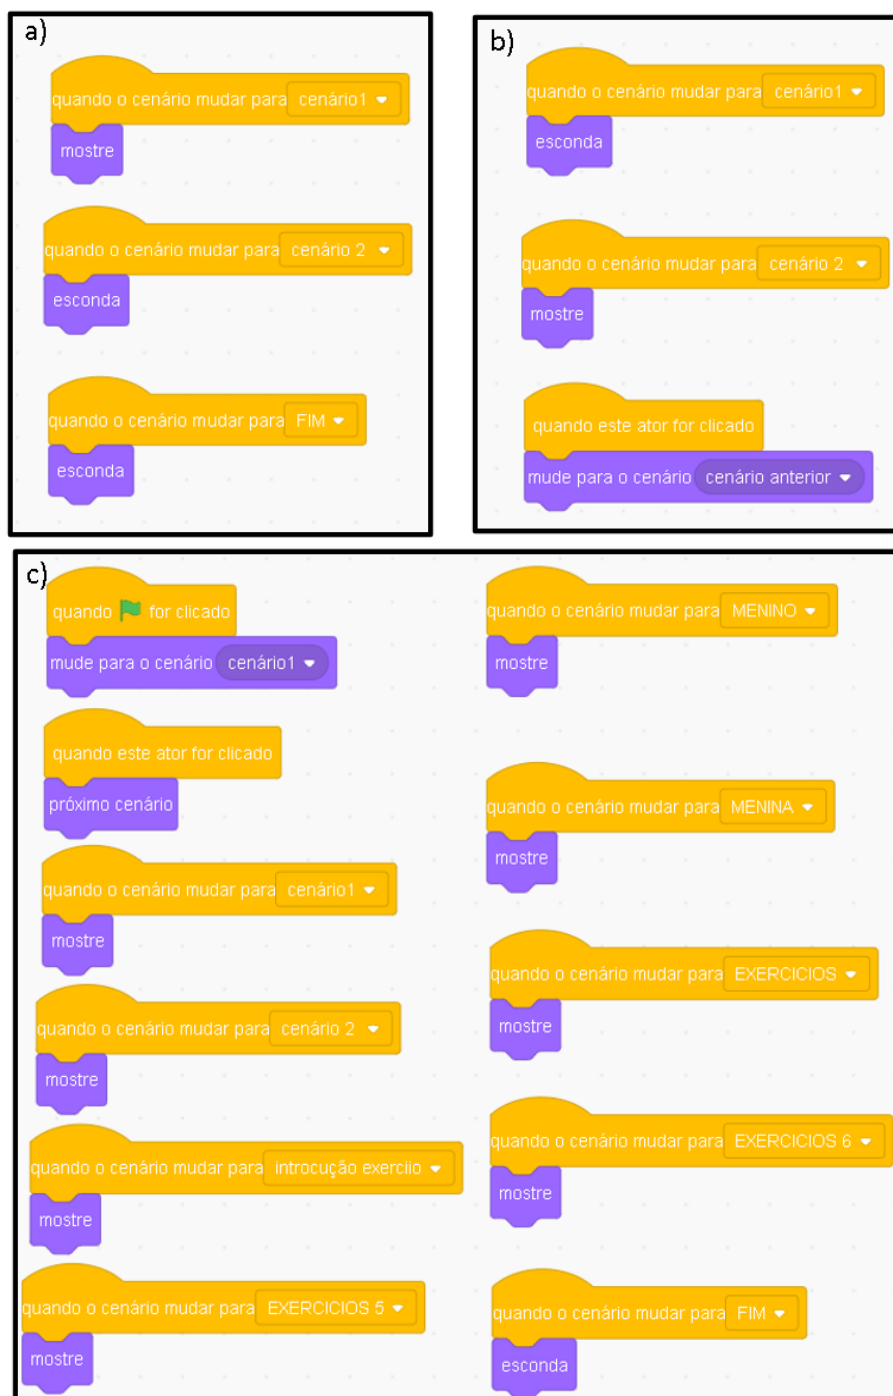 a)
quando o cenário mudar para cenário1
mostre
quando o cenário mudar para cenário 2
esconda
quando o cenário mudar para FIM
esconda
b)
quando o cenário mudar para cenário1
esconda
quando o cenário mudar para cenário 2
mostre
quando este ator for clicado
mude para o cenário cenário anterior
c)
quando for clicado
mude para o cenário cenário1
quando este ator for clicado
próximo cenário
quando o cenário mudar para cenário1
mostre
quando o cenário mudar para cenário 2
mostre
quando o cenário mudar para introcução exerciio
mostre
quando o cenário mudar para EXERCICIOS 5
mostre
quando o cenário mudar para MENINO
mostre
quando o cenário mudar para MENINA
mostre
quando o cenário mudar para EXERCICIOS
mostre
quando o cenário mudar para EXERCICIOS 6
mostre
quando o cenário mudar para FIM
esconda